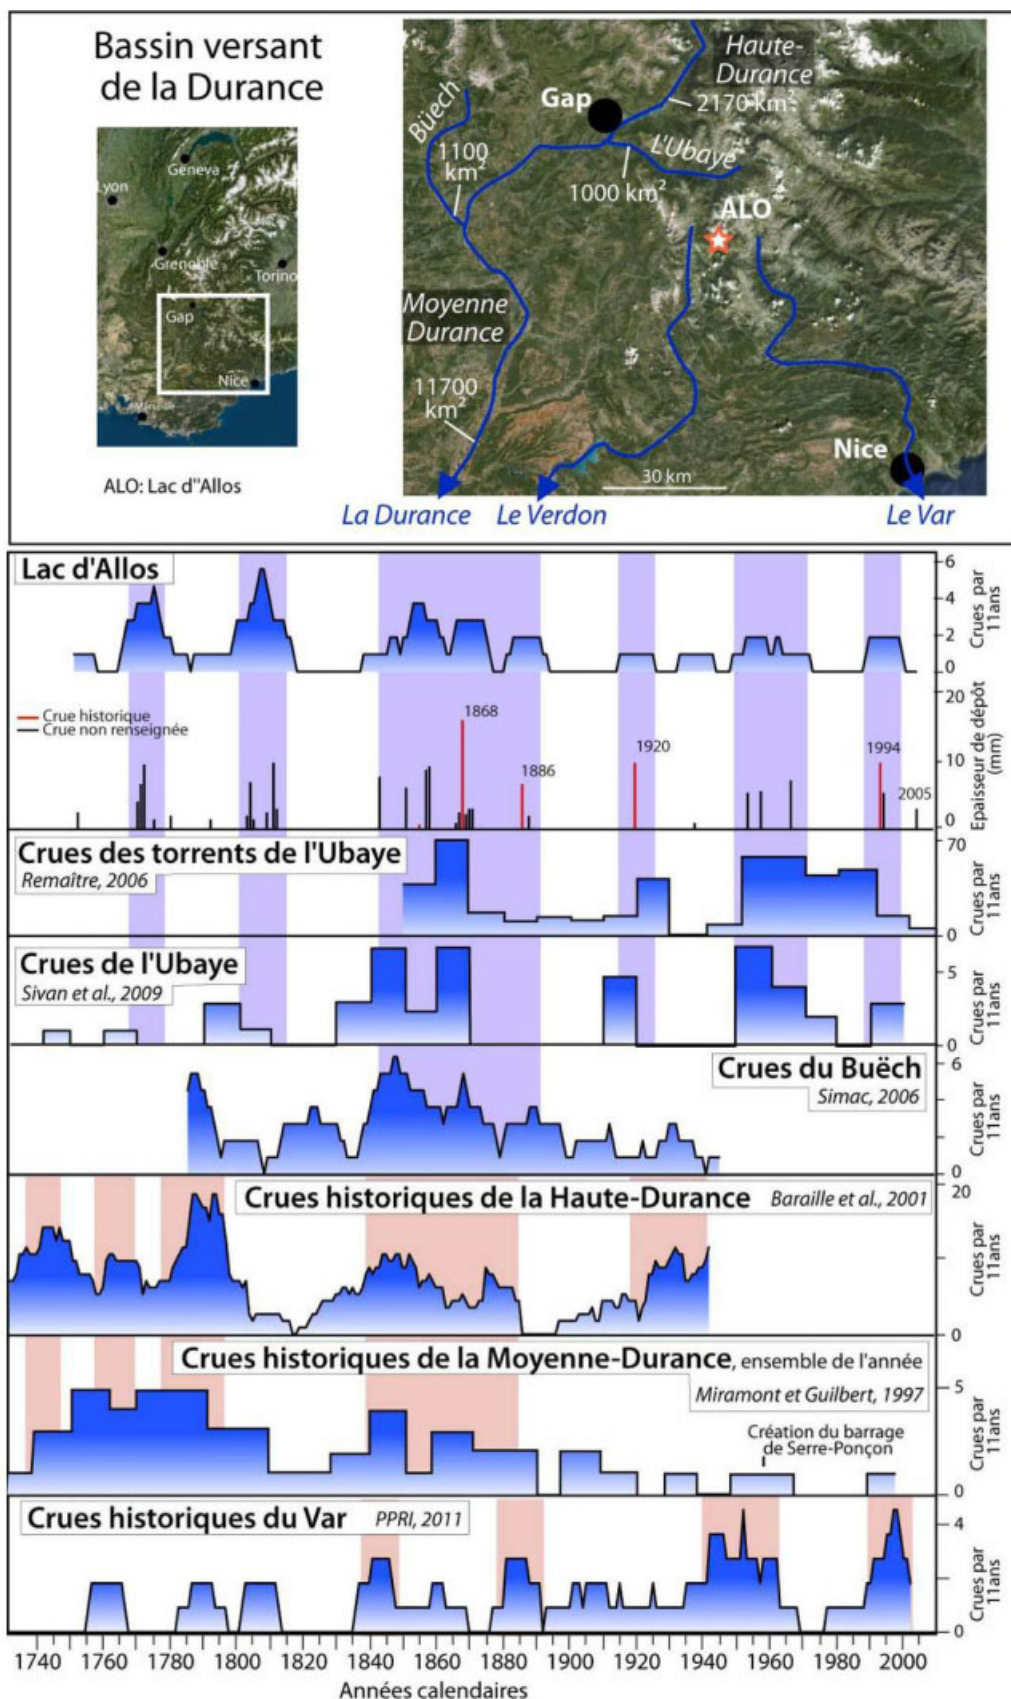 Bassin versant
de la Durance
Geneva
Lyon
Grenoble
Torino
Gap
Nice
ALO: Lac d"Allos
Büech
1100
km²
Gap
Haute-
Durance
2170 km²
L'Ubaye
1000 km²
ALO
Moyenne
Durance
11700
km²
Nice
30 km
La Durance
Le Verdon
Le Var
Lac d'Allos
6
4
2
0
Crues par
11ans
Crue historique
Crue non renseignée
1868
1886
1920
1994
2005
20
10
0
Epaisseur de dépôt
(mm)
Crues des torrents de l'Ubaye
Remaître, 2006
70
0
Crues par
11ans
Crues de l'Ubaye
Sivan et al., 2009
5
0
Crues par
11ans
Crues du Buëch
Simac, 2006
6
0
Crues par
11ans
Crues historiques de la Haute-Durance Baraille et al., 2001
20
10
0
Crues par
11ans
Crues historiques de la Moyenne-Durance, ensemble de l'année
Miramont et Guilbert, 1997
Création du barrage
de Serre-Ponçon
5
0
Crues par
11ans
Crues historiques du Var PPRI, 2011
4
2
0
Crues par
11ans
1740 1760 1780 1800 1820 1840 1860 1880 1900 1920 1940 1960 1980 2000
Années calendaires